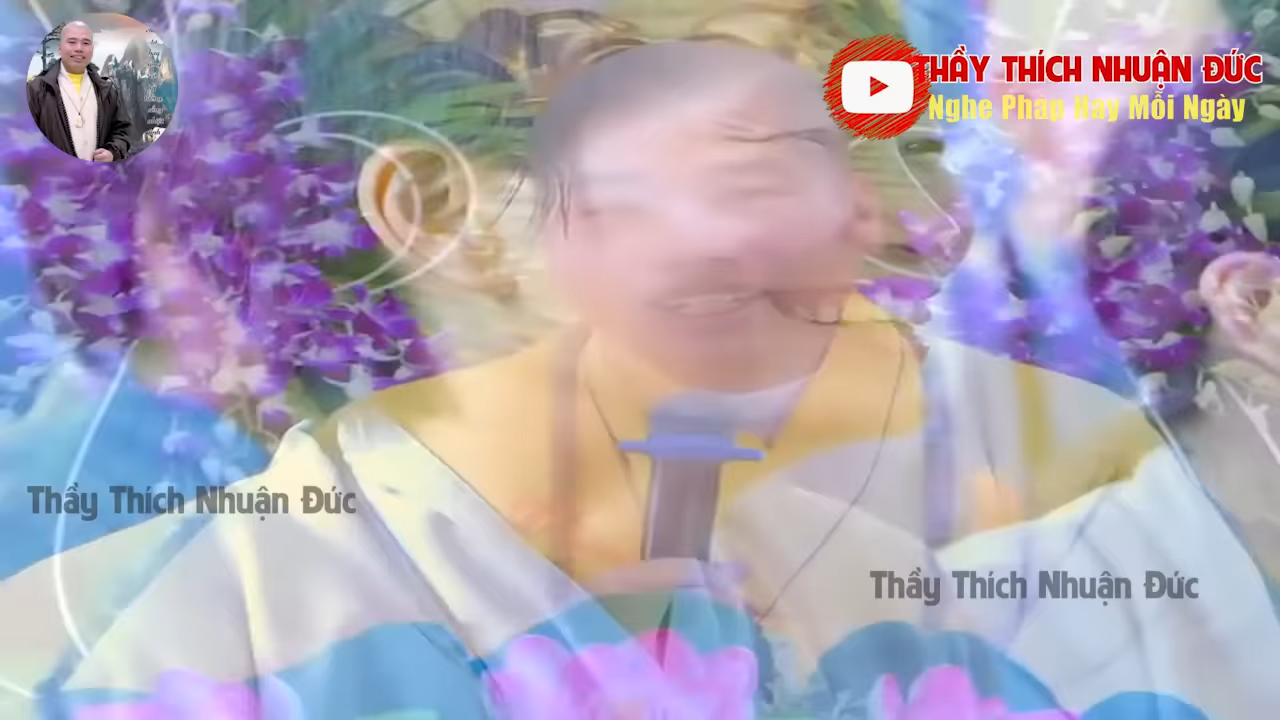 THẦY THÍCH NHUẬN ĐỨC
Nghe Pháp Hay Mỗi Ngày
Thầy Thích Nhuận Đức
Thầy Thích Nhuận Đức